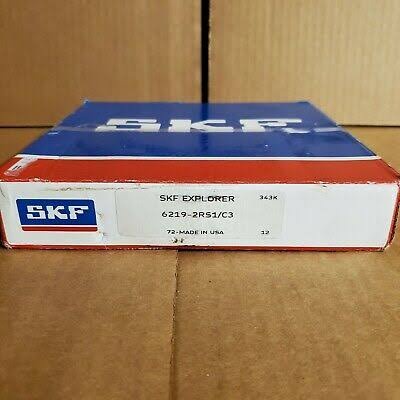 SKF
SKF
SKF EXPLORER 343K
6219-2RS1/C3
72-MADE IN USA 12